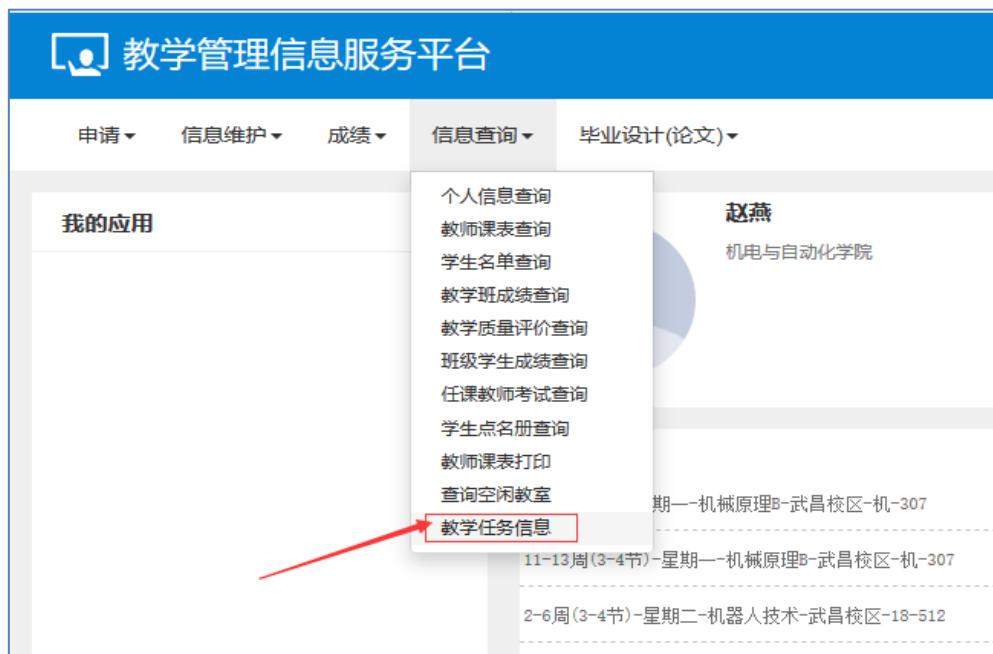 教学管理信息服务平台
申请 信息维护 成绩 信息查询 毕业设计(论文)
我的应用
个人信息查询
教师课表查询
学生名单查询
教学班成绩查询
教学质量评价查询
班级学生成绩查询
任课教师考试查询
学生点名册查询
教师课表打印
查询空闲教室
教学任务信息
赵燕
机电与自动化学院
期一-机械原理B-武昌校区-机-307
11-13周(3-4节)-星期一-机械原理B-武昌校区-机-307
2-6周(3-4节)-星期二-机器人技术-武昌校区-18-512